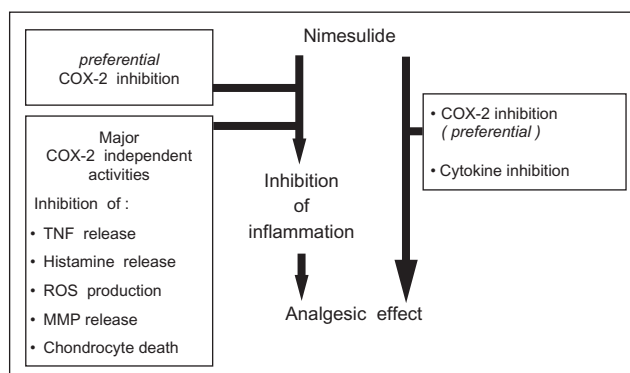 Nimesulide
preferential
COX-2 inhibition
Major
COX-2 independent
activities
Inhibition of :
• TNF release
• Histamine release
• ROS production
• MMP release
• Chondrocyte death
Inhibition
of
inflammation
Analgesic effect
• COX-2 inhibition
( preferential )
• Cytokine inhibition